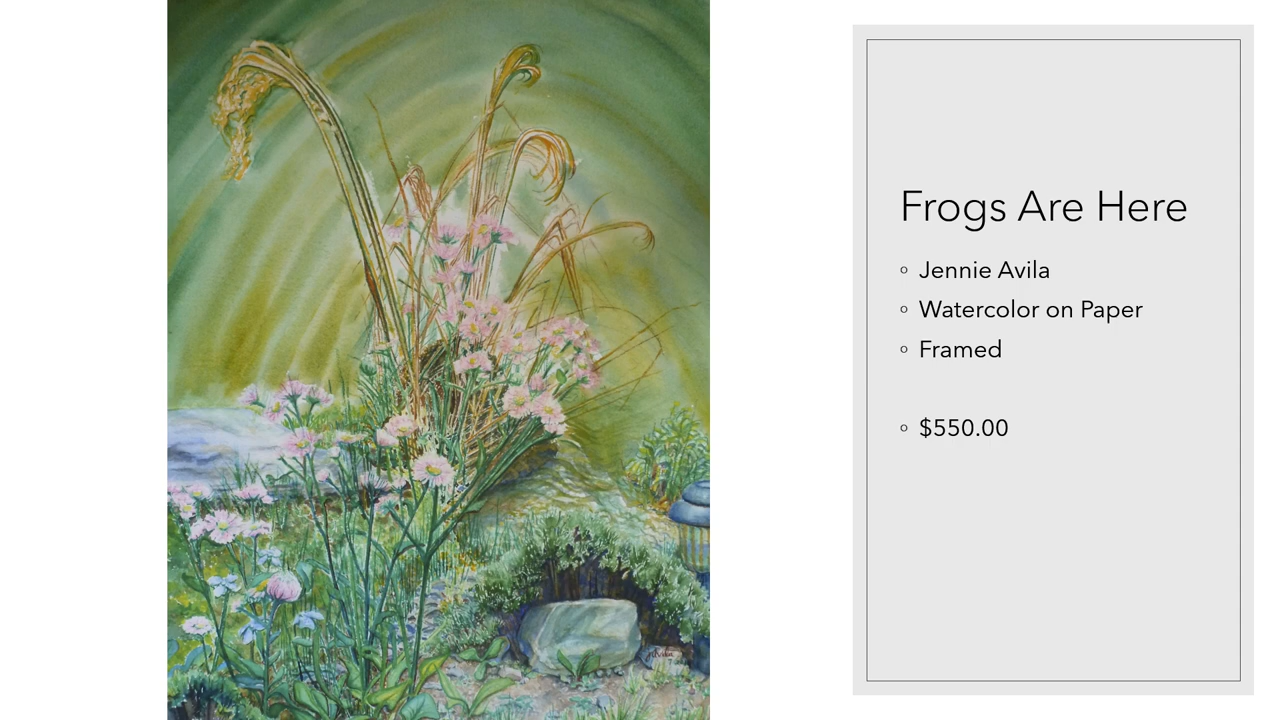 Frogs Are Here
Jennie Avila
Watercolor on Paper
Framed
$550.00